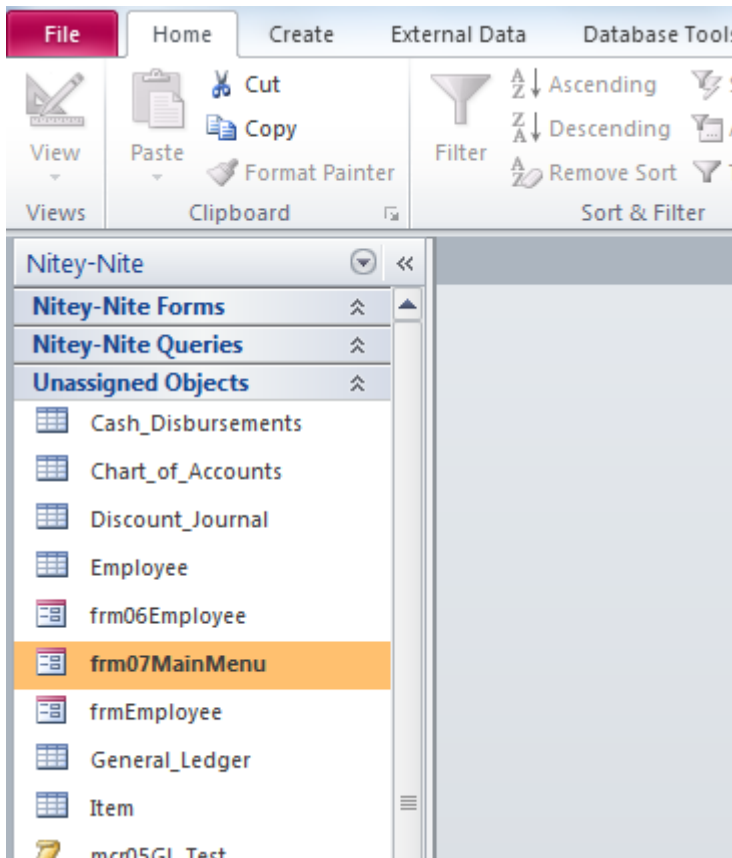 File Home Create External Data Database Tools
Cut Ascending
Copy Descending
View Paste Format Painter Filter Remove Sort
Views Clipboard Sort & Filter
Nitey-Nite
Nitey-Nite Forms
Nitey-Nite Queries
Unassigned Objects
Cash_Disbursements
Chart_of_Accounts
Discount_Journal
Employee
frm06Employee
frm07MainMenu
frmEmployee
General_Ledger
Item
mcr05GL_Test